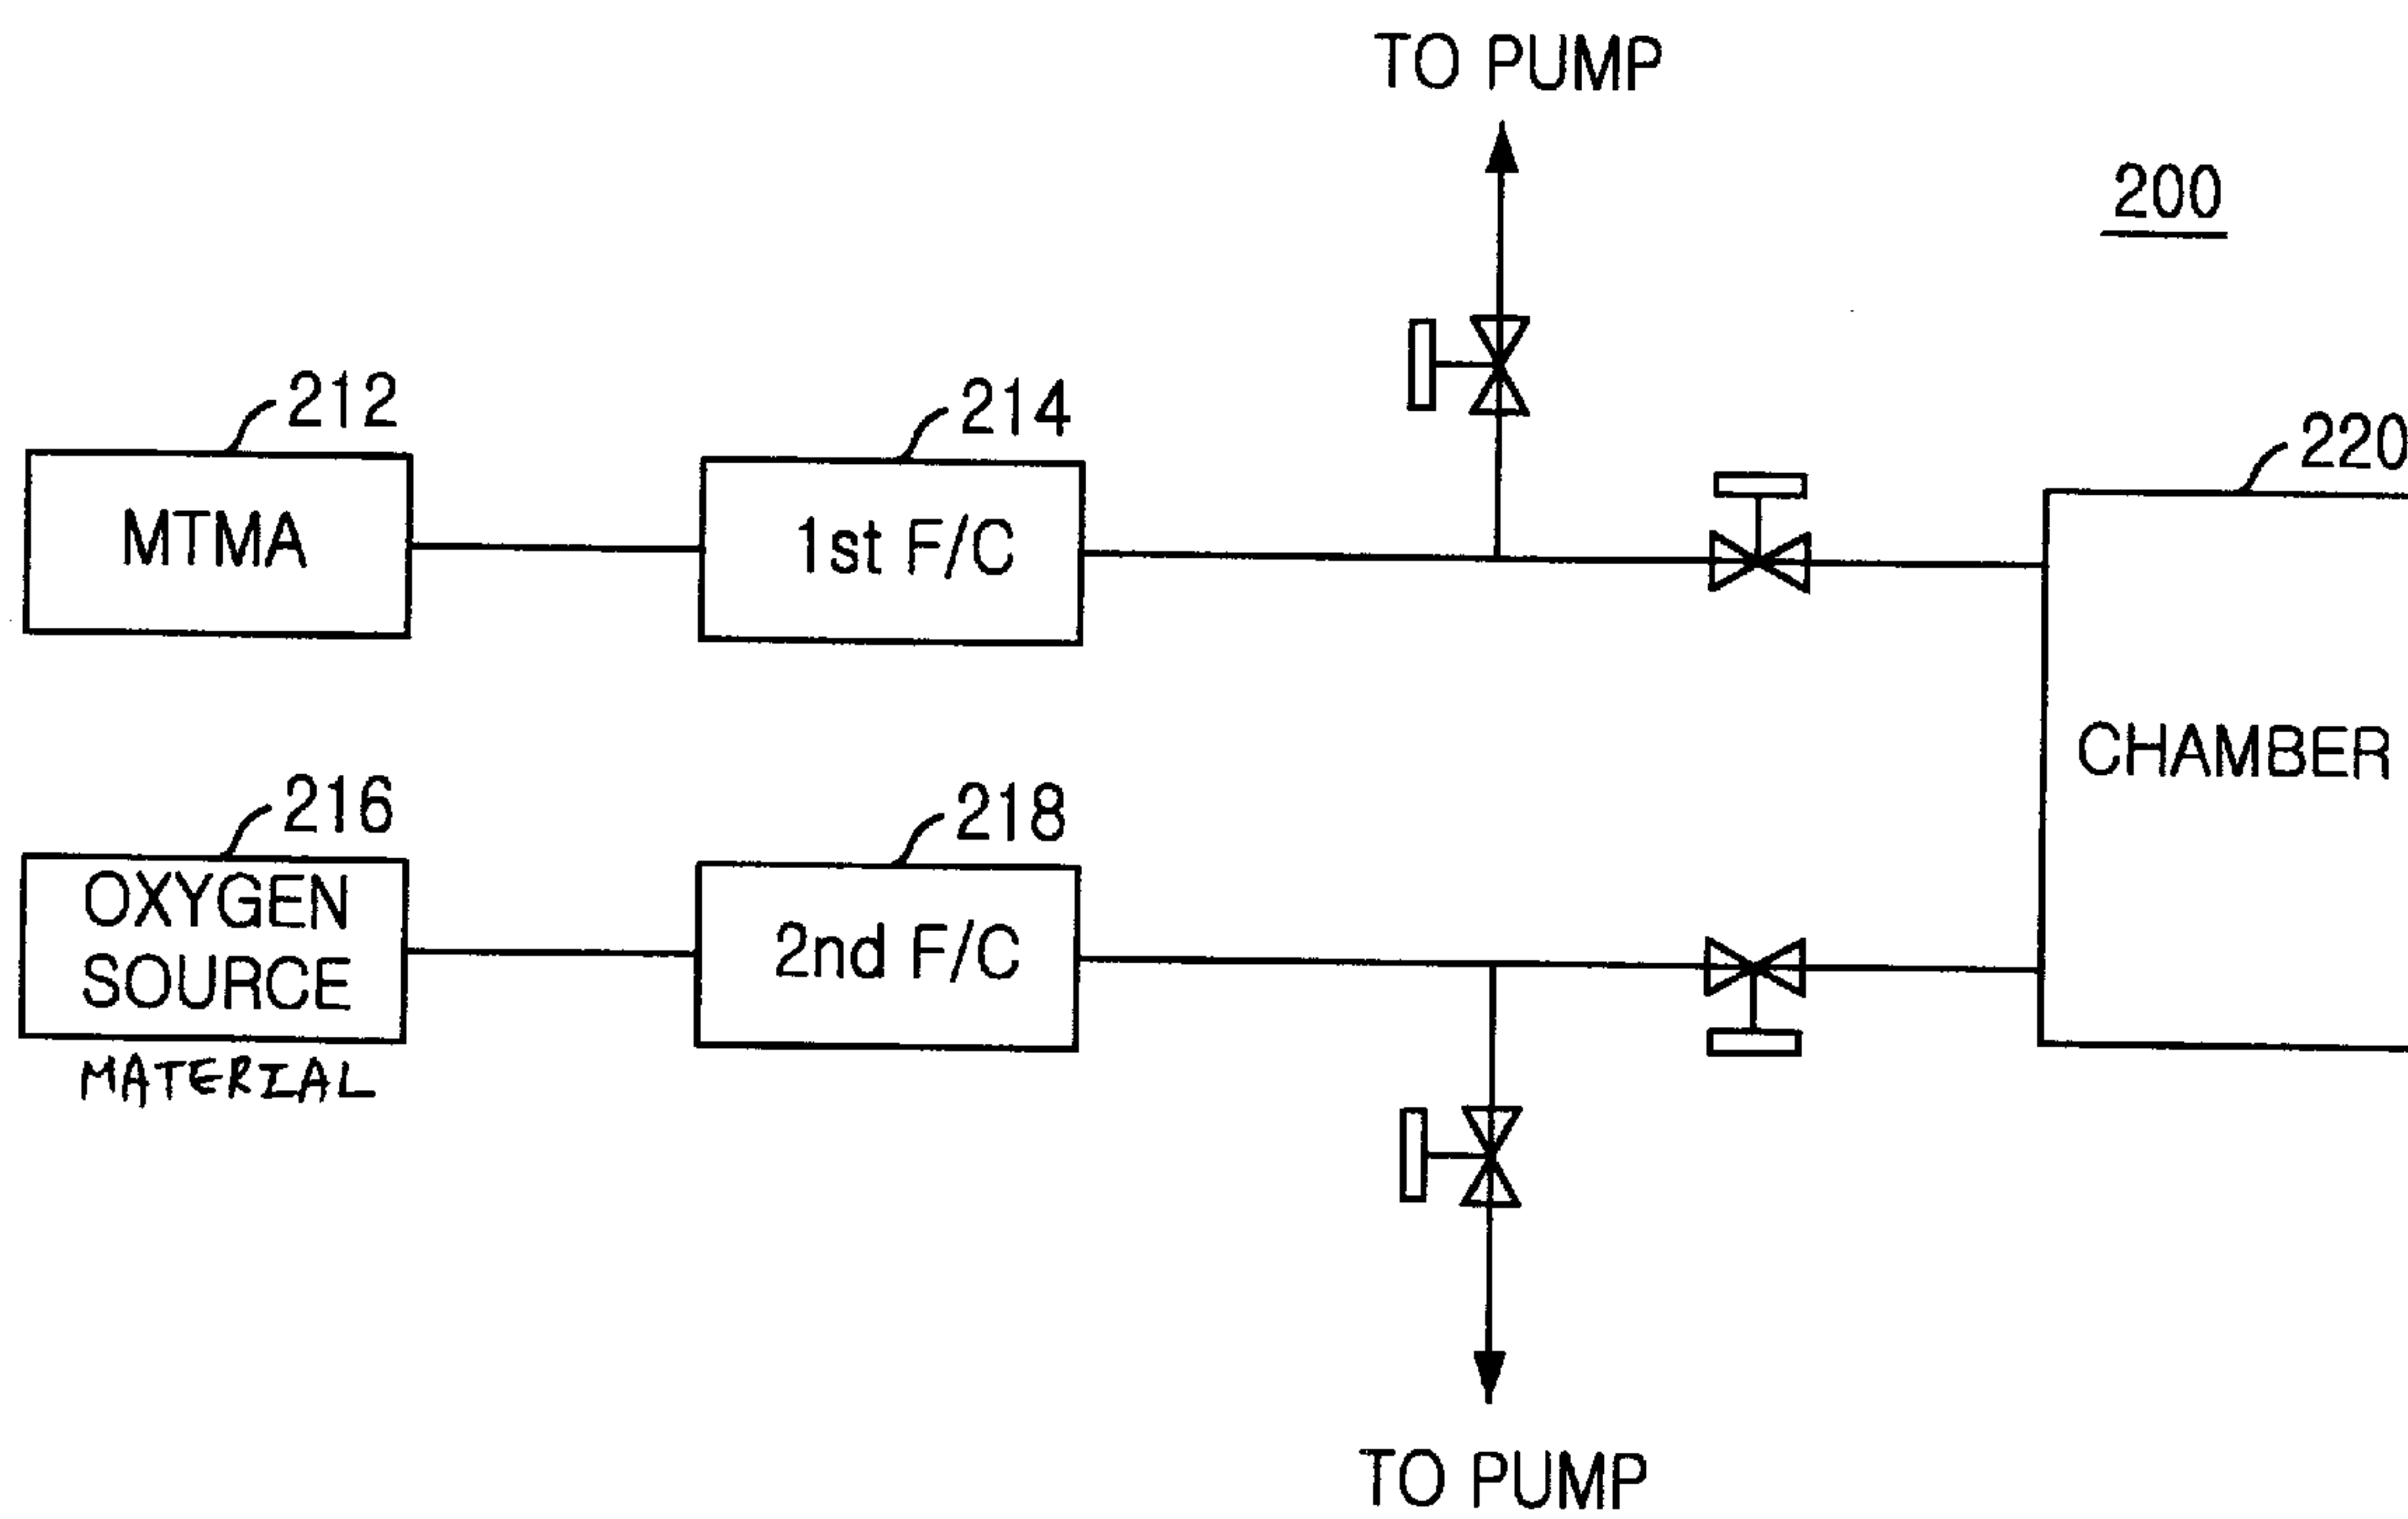 TO PUMP
200
212
214
220
MTMA
1st F/C
CHAMBER
216
218
OXYGEN
SOURCE
2nd F/C
MATERIAL
TO PUMP